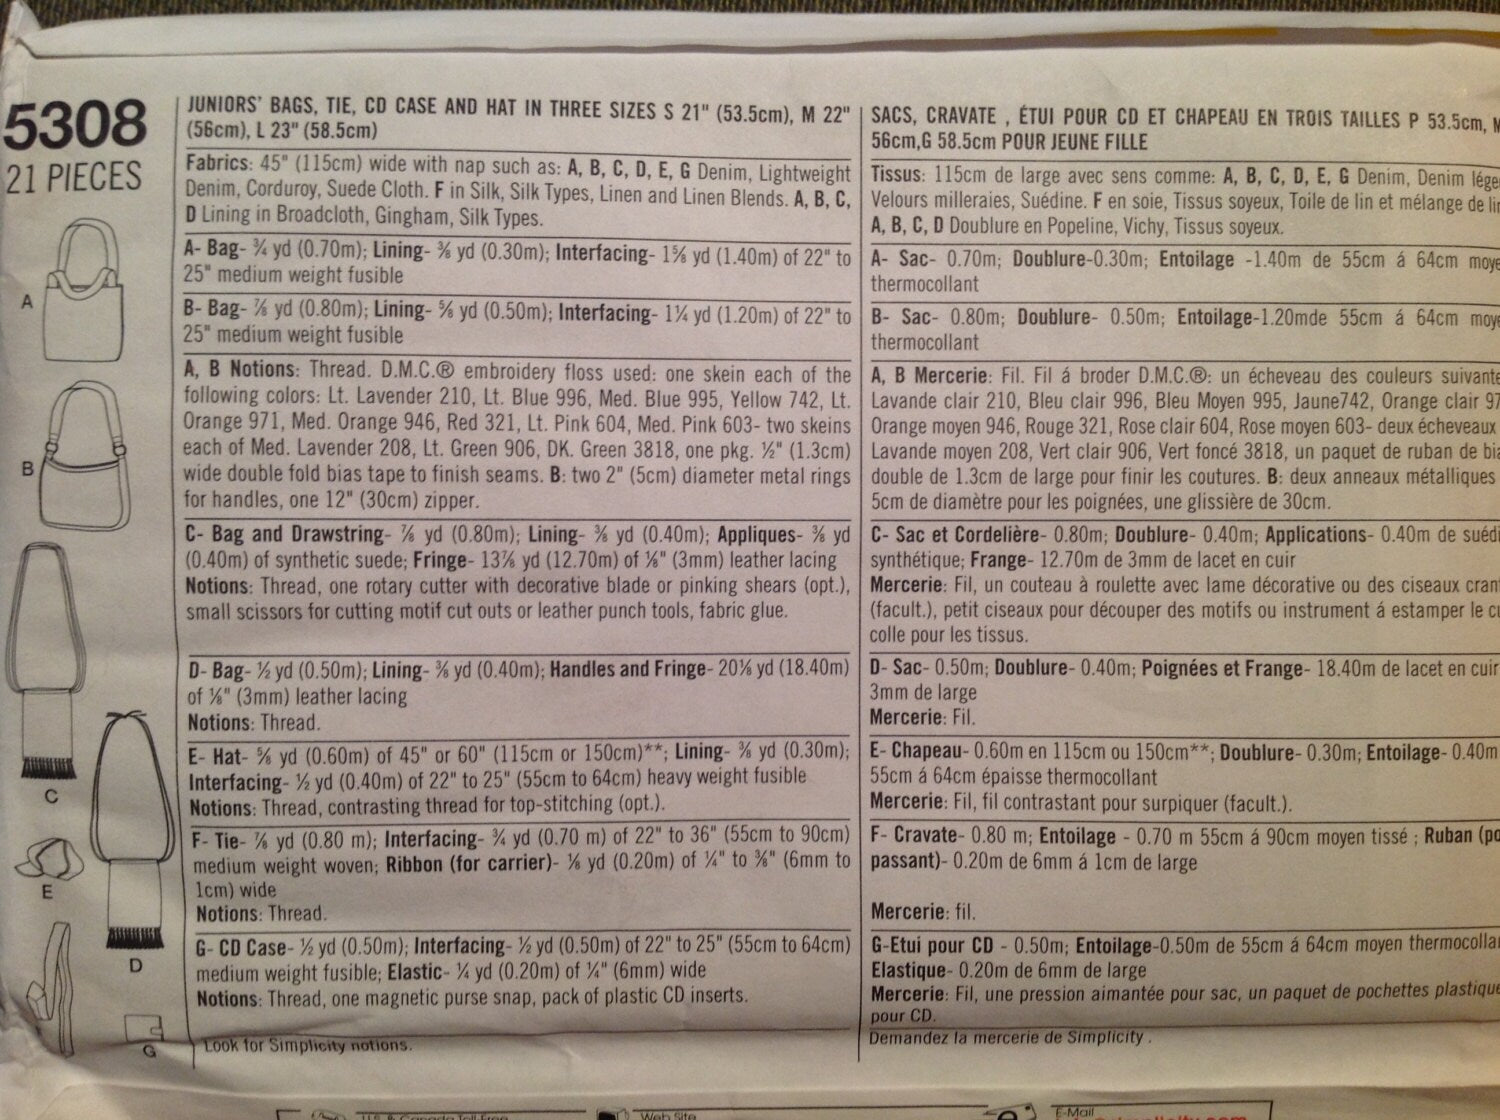 5308
21 PIECES
A
B
C
D
E
G
JUNIORS' BAGS, TIE, CD CASE AND HAT IN THREE SIZES S 21" (53.5cm), M 22"
(56cm), L 23" (58.5cm)
Fabrics: 45" (115cm) wide with nap such as: A, B, C, D, E, G Denim, Lightweight
Denim, Corduroy, Suede Cloth. F in Silk, Silk Types, Linen and Linen Blends. A, B, C,
D Lining in Broadcloth, Gingham, Silk Types.
A- Bag- ¾ yd (0.70m); Lining- ⅜ yd (0.30m); Interfacing- 1⅝ yd (1.40m) of 22" to
25" medium weight fusible
B- Bag- ⅞ yd (0.80m); Lining- ⅝ yd (0.50m); Interfacing- 1¼ yd (1.20m) of 22" to
25" medium weight fusible
A, B Notions: Thread. D.M.C.® embroidery floss used: one skein each of the
following colors: Lt. Lavender 210, Lt. Blue 996, Med. Blue 995, Yellow 742, Lt.
Orange 971, Med. Orange 946, Red 321, Lt. Pink 604, Med. Pink 603- two skeins
each of Med. Lavender 208, Lt. Green 906, DK. Green 3818, one pkg. ½" (1.3cm)
wide double fold bias tape to finish seams. B: two 2" (5cm) diameter metal rings
for handles, one 12" (30cm) zipper.
C- Bag and Drawstring- ⅞ yd (0.80m); Lining- ⅜ yd (0.40m); Appliques- ⅜ yd
(0.40m) of synthetic suede; Fringe- 13⅞ yd (12.70m) of ⅛" (3mm) leather lacing
Notions: Thread, one rotary cutter with decorative blade or pinking shears (opt.),
small scissors for cutting motif cut outs or leather punch tools, fabric glue.
D- Bag- ½ yd (0.50m); Lining- ⅜ yd (0.40m); Handles and Fringe- 20⅛ yd (18.40m)
of ⅛" (3mm) leather lacing
Notions: Thread.
E- Hat- ⅝ yd (0.60m) of 45" or 60" (115cm or 150cm)**; Lining- ⅜ yd (0.30m);
Interfacing- ½ yd (0.40m) of 22" to 25" (55cm to 64cm) heavy weight fusible
Notions: Thread, contrasting thread for top-stitching (opt.).
F- Tie- ⅞ yd (0.80 m); Interfacing- ¾ yd (0.70 m) of 22" to 36" (55cm to 90cm)
medium weight woven; Ribbon (for carrier)- ⅛ yd (0.20m) of ¼" to ⅜" (6mm to
1cm) wide
Notions: Thread.
G- CD Case- ½ yd (0.50m); Interfacing- ½ yd (0.50m) of 22" to 25" (55cm to 64cm)
medium weight fusible; Elastic- ¼ yd (0.20m) of ¼" (6mm) wide
Notions: Thread, one magnetic purse snap, pack of plastic CD inserts.
Look for Simplicity notions.
SACS, CRAVATE , ÉTUI POUR CD ET CHAPEAU EN TROIS TAILLES P 53.5cm, M
56cm,G 58.5cm POUR JEUNE FILLE
Tissus: 115cm de large avec sens comme: A, B, C, D, E, G Denim, Denim lége
Velours milleraies, Suédine. F en soie, Tissus soyeux, Toile de lin et mélange de lin
A, B, C, D Doublure en Popeline, Vichy, Tissus soyeux.
A- Sac- 0.70m; Doublure-0.30m; Entoilage -1.40m de 55cm á 64cm moye
thermocollant
B- Sac- 0.80m; Doublure- 0.50m; Entoilage-1.20mde 55cm á 64cm moye
thermocollant
A, B Mercerie: Fil. Fil á broder D.M.C.®: un écheveau des couleurs suivante
Lavande clair 210, Bleu clair 996, Bleu Moyen 995, Jaune742, Orange clair 97
Orange moyen 946, Rouge 321, Rose clair 604, Rose moyen 603- deux écheveaux
Lavande moyen 208, Vert clair 906, Vert foncé 3818, un paquet de ruban de bia
double de 1.3cm de large pour finir les coutures. B: deux anneaux métalliques
5cm de diamètre pour les poignées, une glissière de 30cm.
C- Sac et Cordelière- 0.80m; Doublure- 0.40m; Applications- 0.40m de suédi
synthétique; Frange- 12.70m de 3mm de lacet en cuir
Mercerie: Fil, un couteau à roulette avec lame décorative ou des ciseaux cran
(facult.), petit ciseaux pour découper des motifs ou instrument á estamper le cu
colle pour les tissus.
D- Sac- 0.50m; Doublure- 0.40m; Poignées et Frange- 18.40m de lacet en cuir
3mm de large
Mercerie: Fil.
E- Chapeau- 0.60m en 115cm ou 150cm**; Doublure- 0.30m; Entoilage- 0.40m
55cm á 64cm épaisse thermocollant
Mercerie: Fil, fil contrastant pour surpiquer (facult.).
F- Cravate- 0.80 m; Entoilage - 0.70 m 55cm á 90cm moyen tissé ; Ruban (po
passant)- 0.20m de 6mm á 1cm de large
Mercerie: fil.
G-Etui pour CD - 0.50m; Entoilage-0.50m de 55cm á 64cm moyen thermocolla
Elastique- 0.20m de 6mm de large
Mercerie: Fil, une pression aimantée pour sac, un paquet de pochettes plastique
pour CD.
Demandez la mercerie de Simplicity .
U.S. & Canada Toll-Free
Web Site
E-Mail